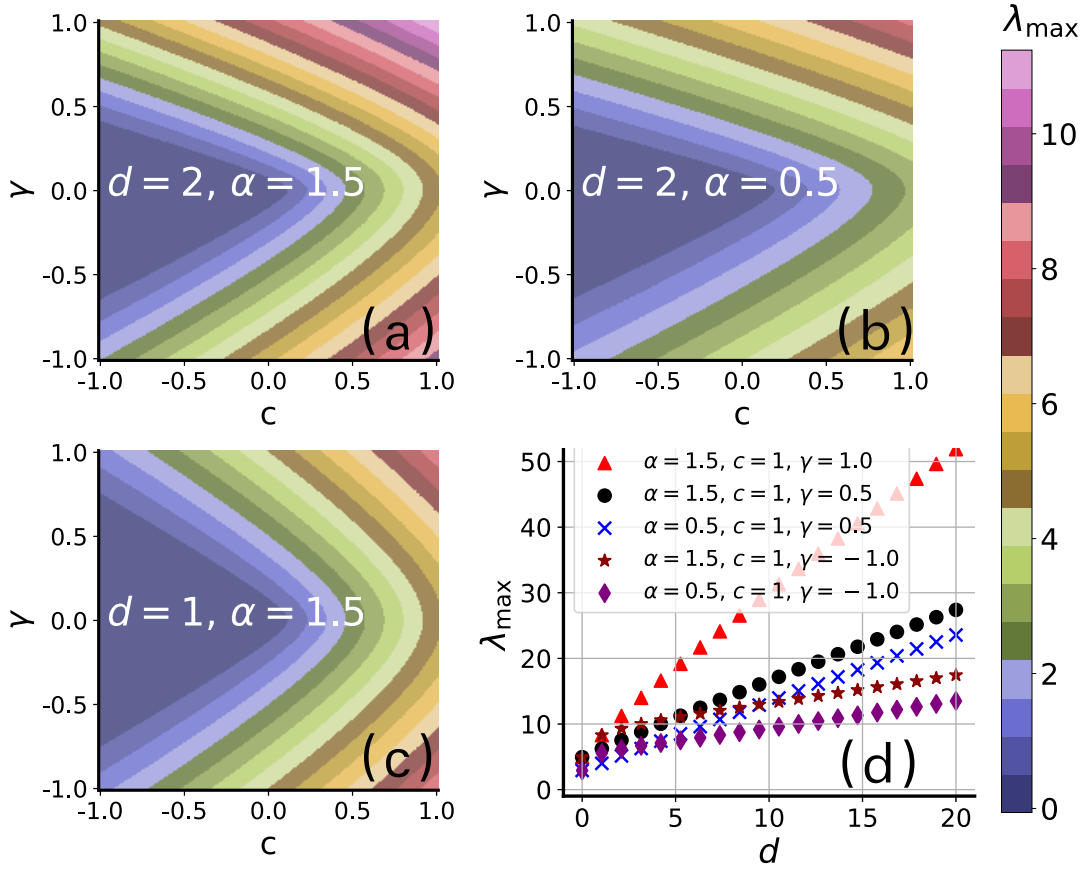 λmax
1.0
0.5
0.0
-0.5
-1.0
γ
d = 2, α = 1.5
(a)
-1.0 -0.5 0.0 0.5 1.0
c
1.0
0.5
0.0
-0.5
-1.0
γ
d = 2, α = 0.5
(b)
-1.0 -0.5 0.0 0.5 1.0
c
10
8
6
4
2
0
1.0
0.5
0.0
-0.5
-1.0
γ
d = 1, α = 1.5
(c)
-1.0 -0.5 0.0 0.5 1.0
c
50
40
30
20
10
0
λmax
α = 1.5, c = 1, γ = 1.0
α = 1.5, c = 1, γ = 0.5
α = 0.5, c = 1, γ = 0.5
α = 1.5, c = 1, γ = −1.0
α = 0.5, c = 1, γ = −1.0
(d)
0 5 10 15 20
d